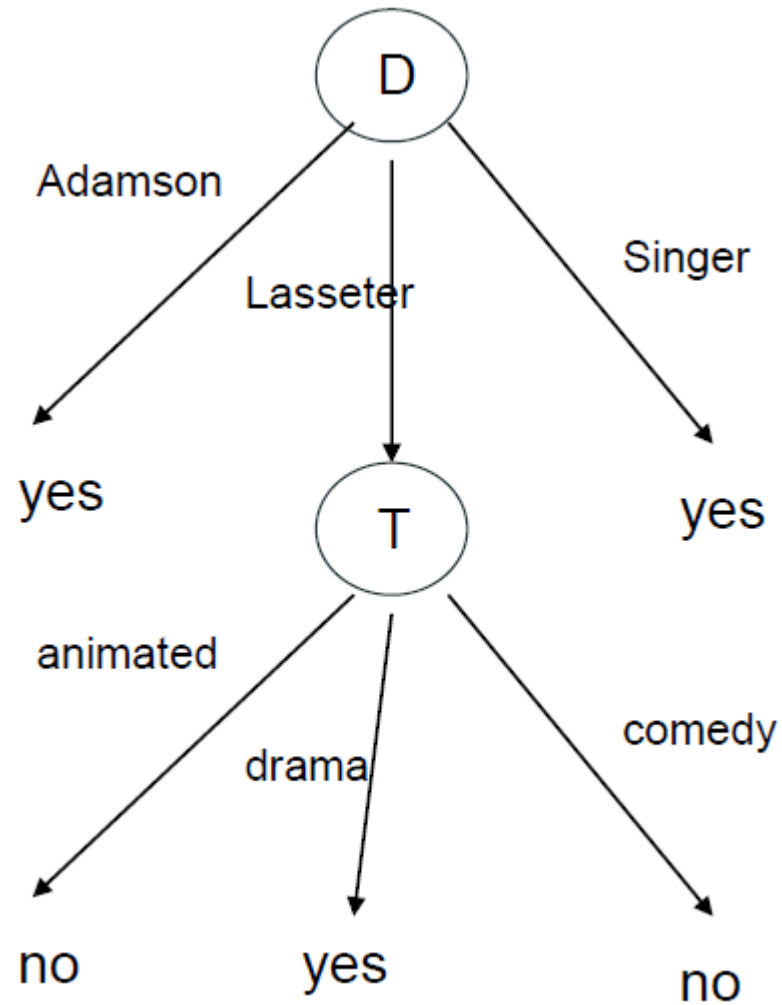 D
Adamson
Lasseter
Singer
yes
yes
T
animated
drama
comedy
no
yes
no